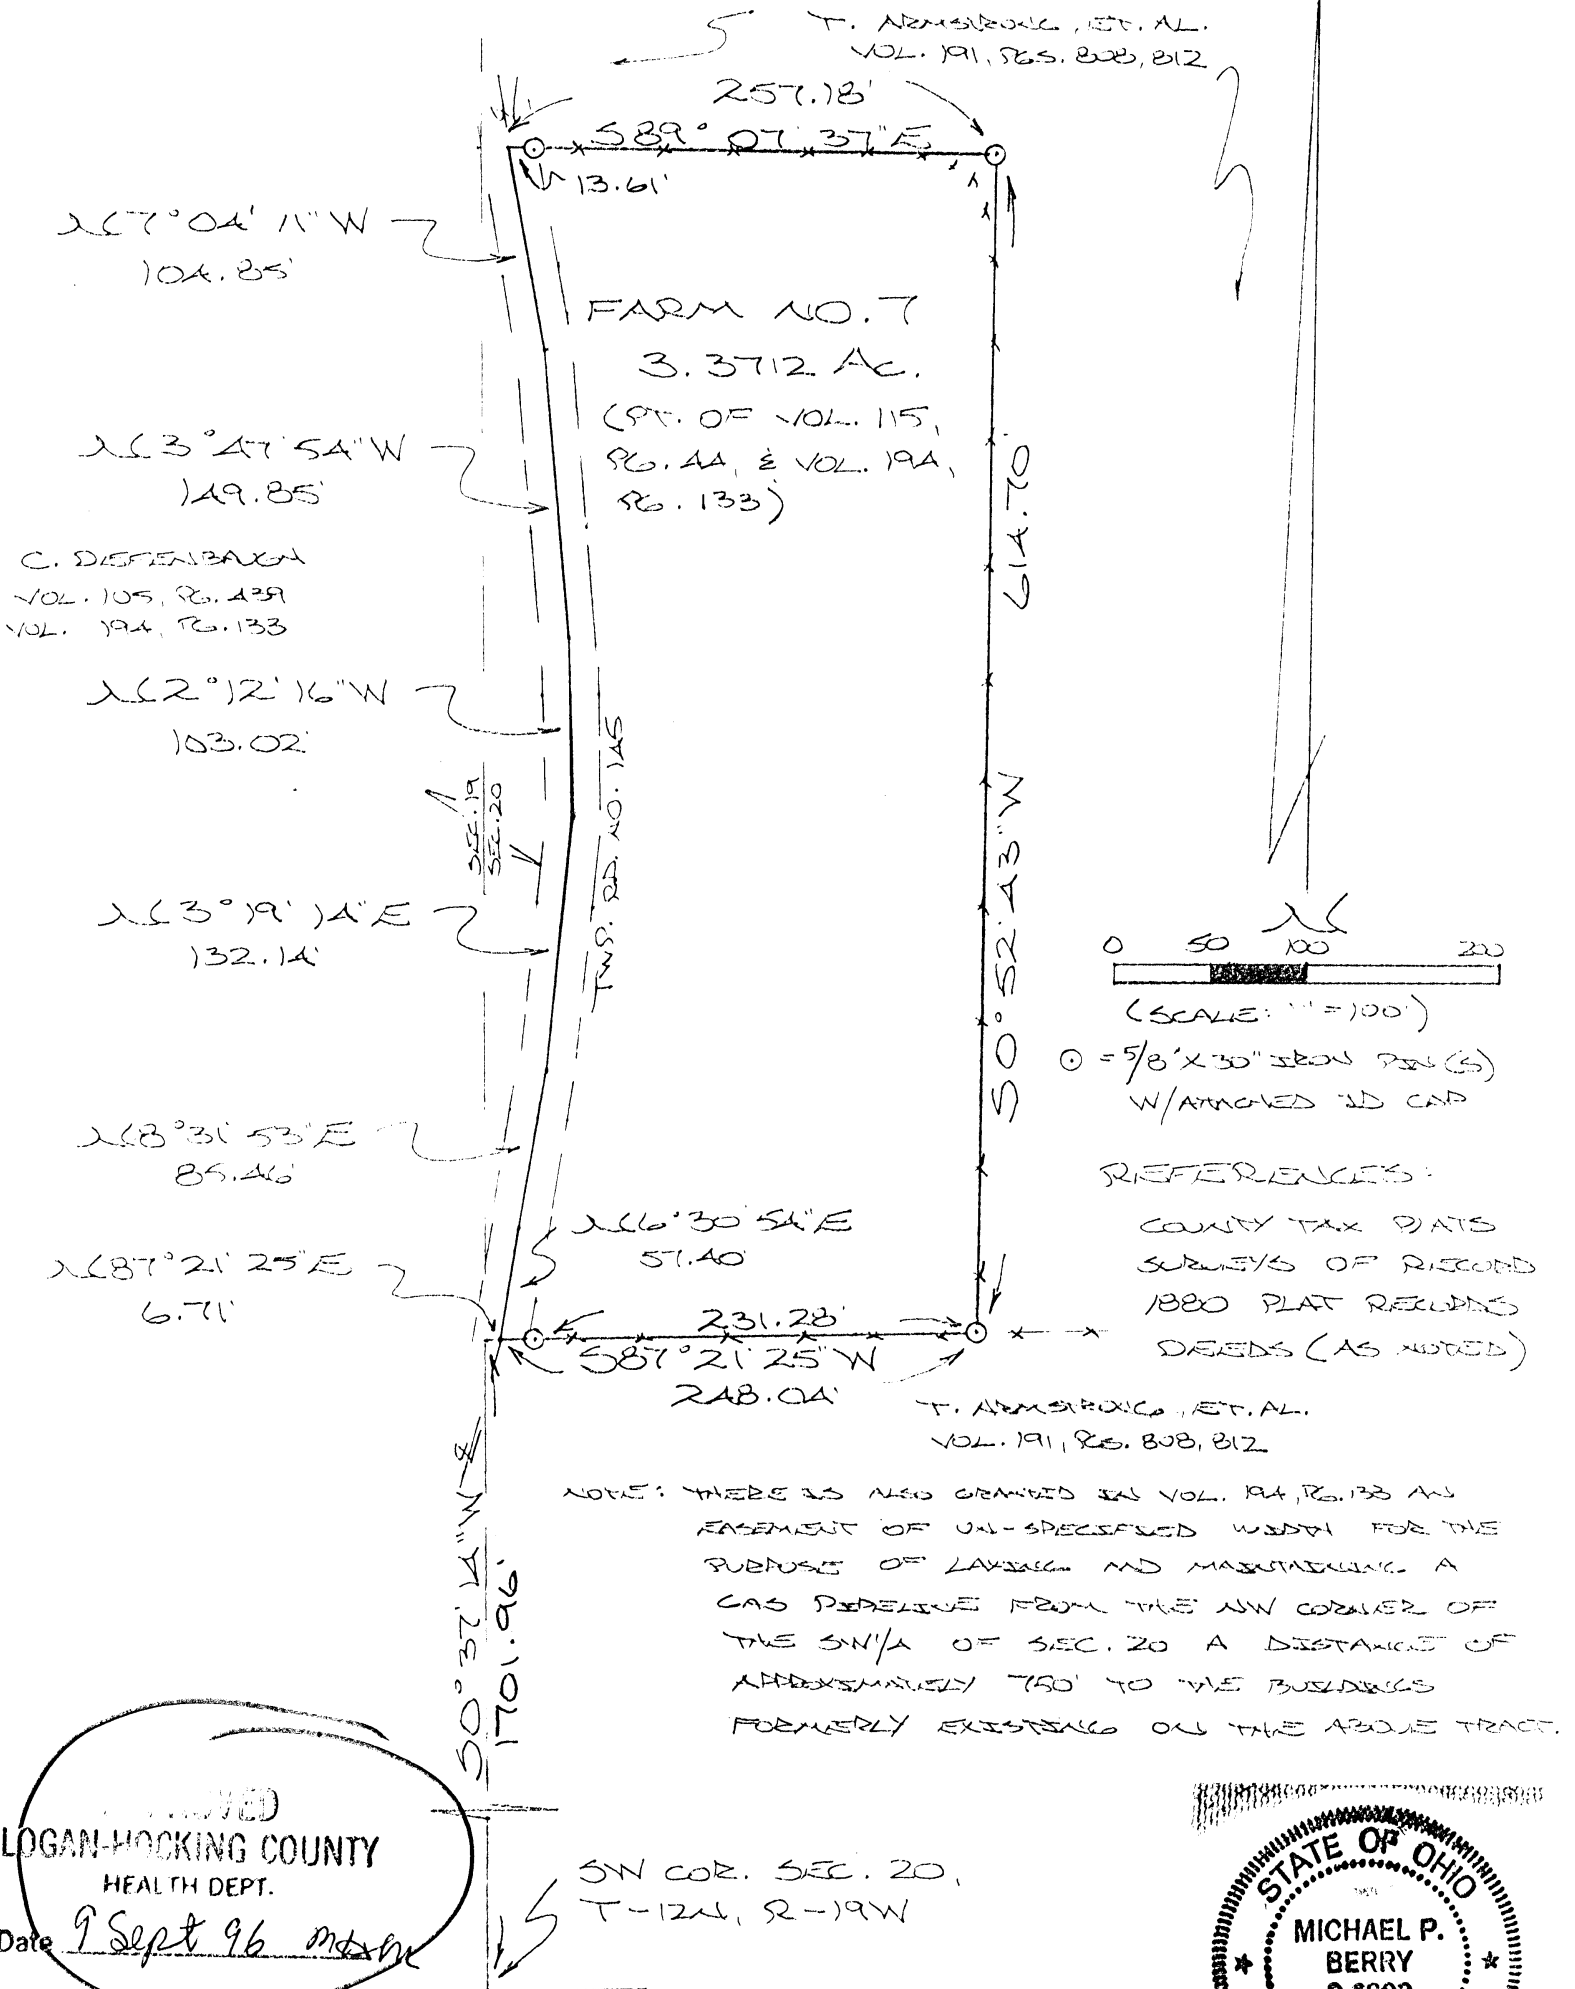 T. ARMSTRONG, ET. AL.
VOL. 191, PGS. 808, 812
257.18'
S89° 07' 37" E
13.61'
N 7° 04' 11" W
104.85'
FARM NO. 7
3.3712 Ac.
(PT. OF VOL. 115,
PG. 44, & VOL. 194,
PG. 133)
N 3° 47' 54" W
149.85'
614.70
S 0° 52' 43" W
C. DIEFENBAUGH
VOL. 105, PG. 439
VOL. 194, PG. 133
N 2° 12' 16" W
103.02'
SEC. 19
SEC. 20
TWP. RD. NO. 145
N 3° 19' 14" E
132.14'
N
0 50 100 200
(SCALE: 1" = 100')
= 5/8" X 30" IRON PIN(S)
W/ATTACHED ID CAP
N 8° 31' 53" E
85.46'
REFERENCES:
COUNTY TAX PLATS
SURVEYS OF RECORD
1880 PLAT RECORDS
DEEDS (AS NOTED)
N 6° 30' 54" E
57.40'
N 87° 21' 25" E
6.71'
231.28'
S87° 21' 25" W
248.04'
T. ARMSTRONG, ET. AL.
VOL. 191, PGS. 808, 812
S 0° 37' 14" W
1701.96'
NOTE: THERE IS ALSO GRANTED IN VOL. 194, PG. 133 AN
EASEMENT OF UN-SPECIFIED WIDTH FOR THE
PURPOSE OF LAYING AND MAINTAINING A
GAS PIPELINE FROM THE NW CORNER OF
THE SW 1/4 OF SEC. 20 A DISTANCE OF
APPROXIMATELY 750' TO THE BUILDINGS
FORMERLY EXISTING ON THE ABOVE TRACT.
LOGAN-HOCKING COUNTY
HEALTH DEPT.
Date 9 Sept 96
SW COR. SEC. 20,
T-12N, R-19W
STATE OF OHIO
MICHAEL P.
BERRY